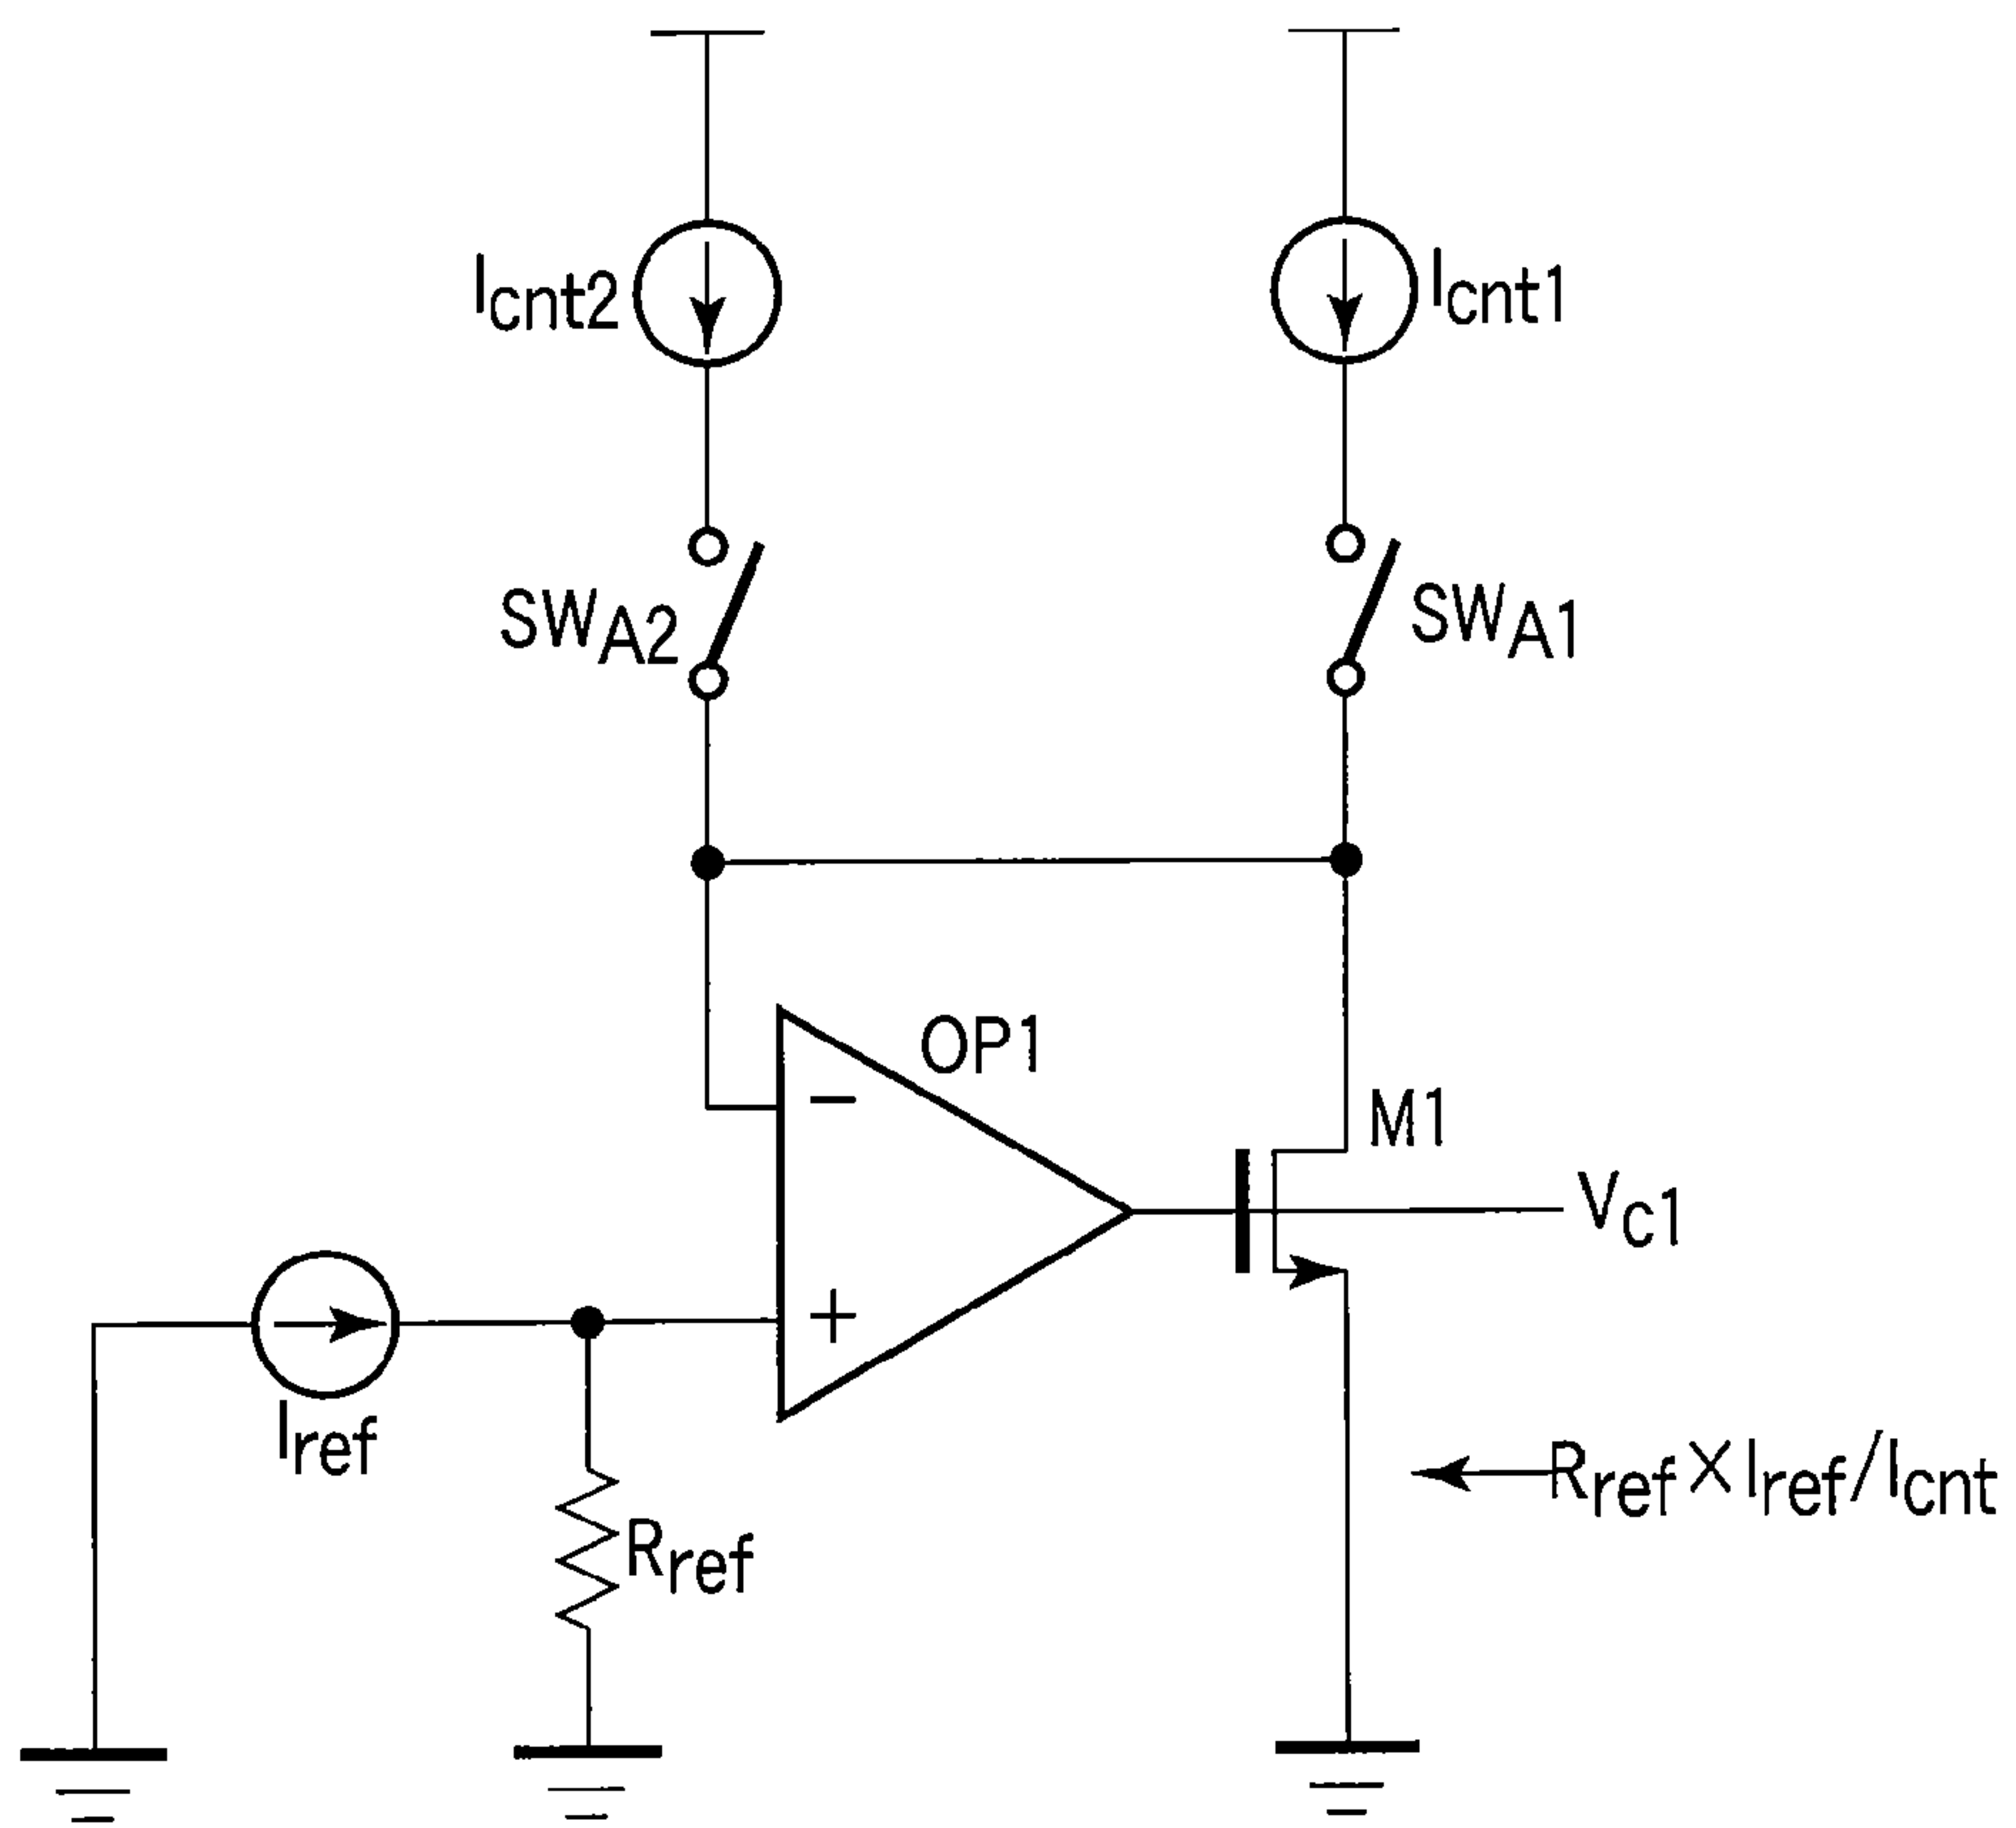 Icnt2
Icnt1
SWA2
SWA1
OP1
−
M1
Vc1
+
Iref
Rref × Iref/Icnt
Rref